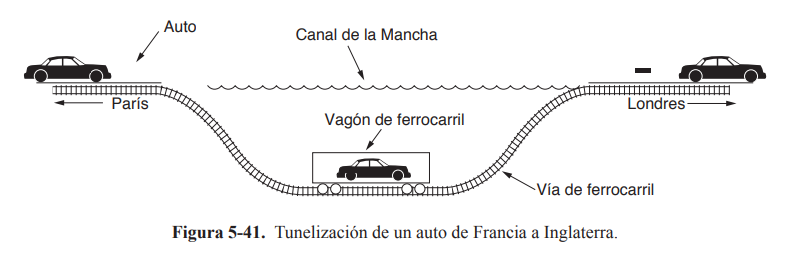 Auto
Canal de la Mancha
París
Londres
Vagón de ferrocarril
Vía de ferrocarril
Figura 5-41. Tunelización de un auto de Francia a Inglaterra.